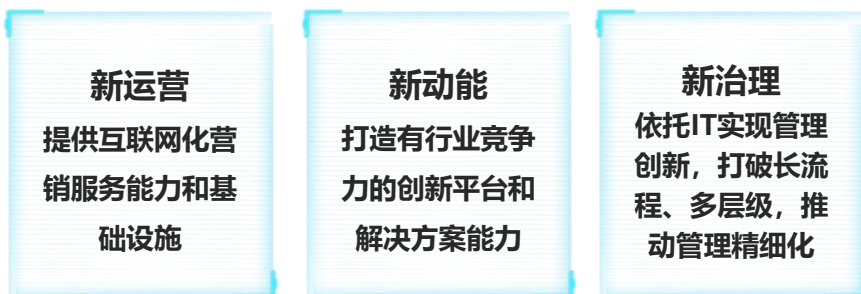 新运营
提供互联网化营
销服务能力和基
础设施
新动能
打造有行业竞争
力的创新平台和
解决方案能力
新治理
依托IT实现管理
创新，打破长流
程、多层级，推
动管理精细化